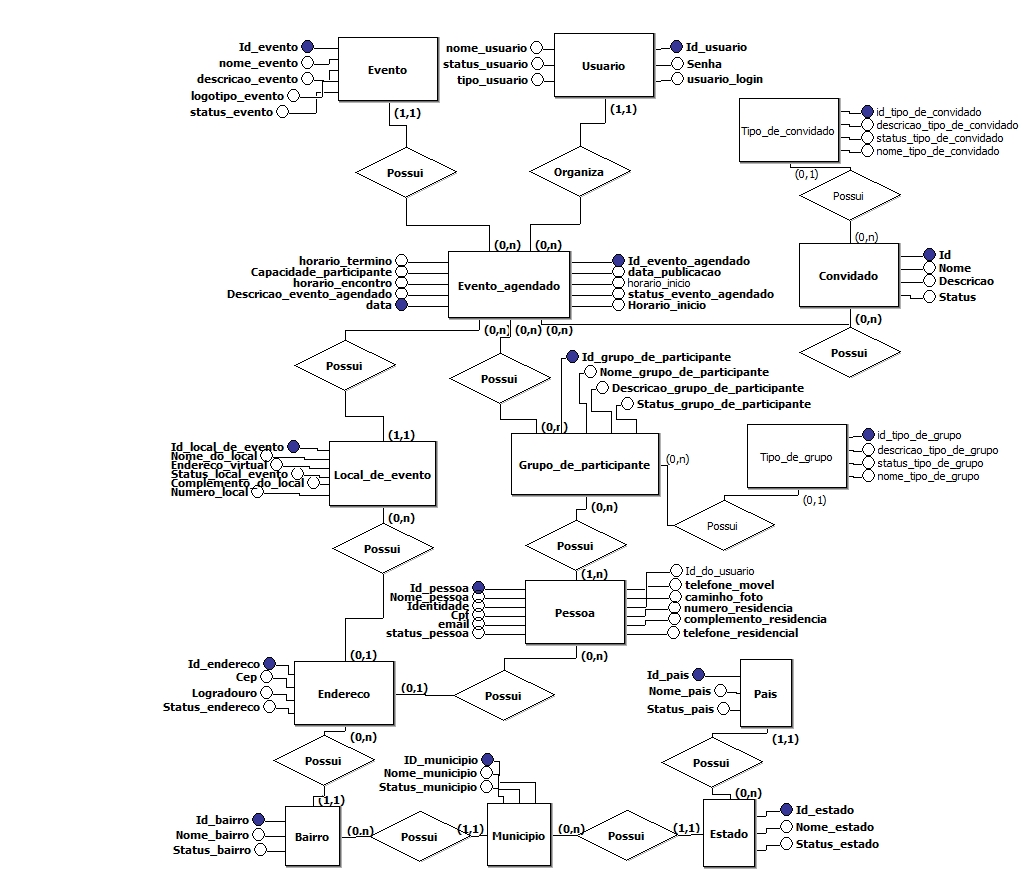 Id_evento
nome_evento
descricao_evento
logotipo_evento
status_evento
Evento
(1,1)
nome_usuario
status_usuario
tipo_usuario
Usuario
Id_usuario
Senha
usuario_login
(1,1)
Tipo_de_convidado
id_tipo_de_convidado
descricao_tipo_de_convidado
status_tipo_de_convidado
nome_tipo_de_convidado
(0,1)
Possui
Organiza
Possui
(0,n)
(0,n)
(0,n)
horario_termino
Capacidade_participante
horario_encontro
Descricao_evento_agendado
data
Evento_agendado
Id_evento_agendado
data_publicacao
horario_inicio
status_evento_agendado
Horario_inicio
Convidado
Id
Nome
Descricao
Status
(0,n)
(0,n)
(0,n)
(0,n)
Possui
Possui
Possui
Id_grupo_de_participante
Nome_grupo_de_participante
Descricao_grupo_de_participante
Status_grupo_de_participante
(1,1)
(0,n)
Id_local_de_evento
Nome_do_local
Endereco_virtual
Status_local_evento
Complemento_do_local
Numero_local
Local_de_evento
Grupo_de_participante
(0,n)
Tipo_de_grupo
id_tipo_de_grupo
descricao_tipo_de_grupo
status_tipo_de_grupo
nome_tipo_de_grupo
(0,1)
(0,n)
(0,n)
Possui
Possui
Possui
(1,n)
Id_pessoa
Nome_pessoa
Identidade
Cpf
email
status_pessoa
Pessoa
Id_do_usuario
telefone_movel
caminho_foto
numero_residencia
complemento_residencia
telefone_residencial
(0,1)
(0,n)
Id_endereco
Cep
Logradouro
Status_endereco
Endereco
(0,1)
Possui
Id_pais
Nome_pais
Status_pais
Pais
(0,n)
(1,1)
Possui
ID_municipio
Nome_municipio
Status_municipio
Possui
(1,1)
(0,n)
Id_bairro
Nome_bairro
Status_bairro
Bairro
(0,n)
Possui
(1,1)
Municipio
(0,n)
Possui
(1,1)
Estado
Id_estado
Nome_estado
Status_estado